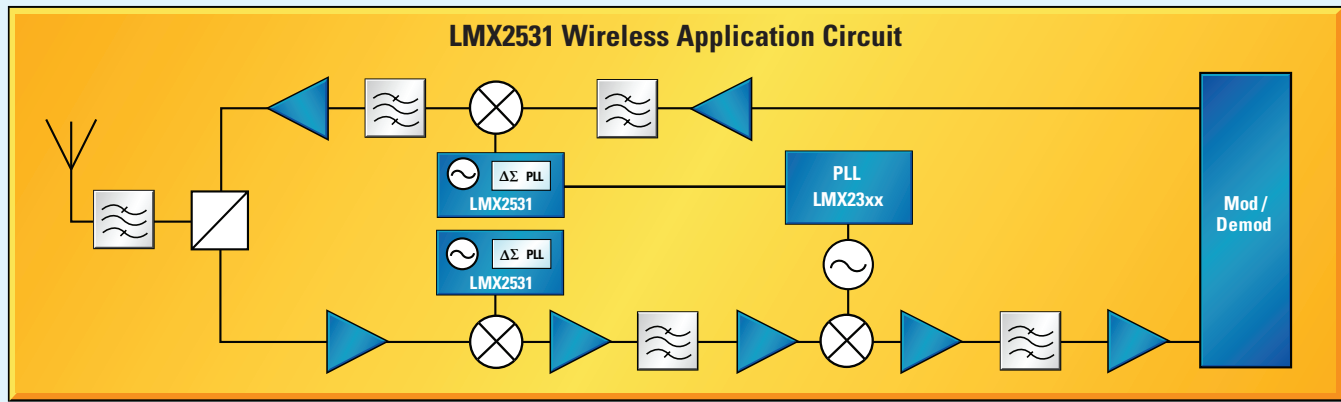 LMX2531 Wireless Application Circuit
ΔΣ PLL
LMX2531
PLL
LMX23xx
Mod /
Demod
ΔΣ PLL
LMX2531